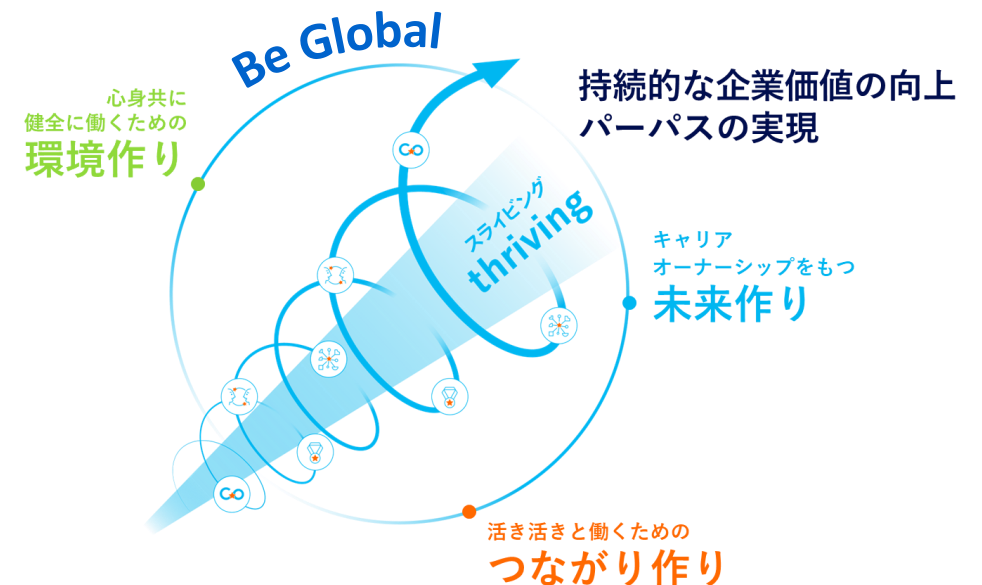 Be Global
持続的な企業価値の向上
パーパスの実現
心身共に
健全に働くための
環境作り
スライビング
thriving
キャリア
オーナーシップをもつ
未来作り
活き活きと働くための
つながり作り